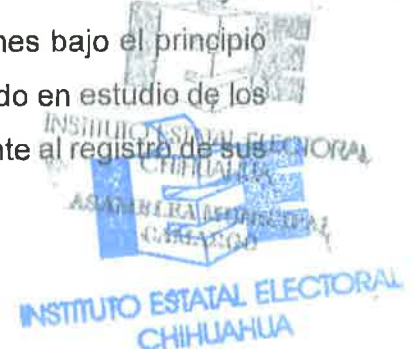 nes bajo el principio
do en estudio de los
INSTITUTO ESTATAL ELECTORAL
nte al registro de sus
CHIHUAHUA
ASAMBLEA MUNICIPAL
CAMARGO
INSTITUTO ESTATAL ELECTORAL
CHIHUAHUA